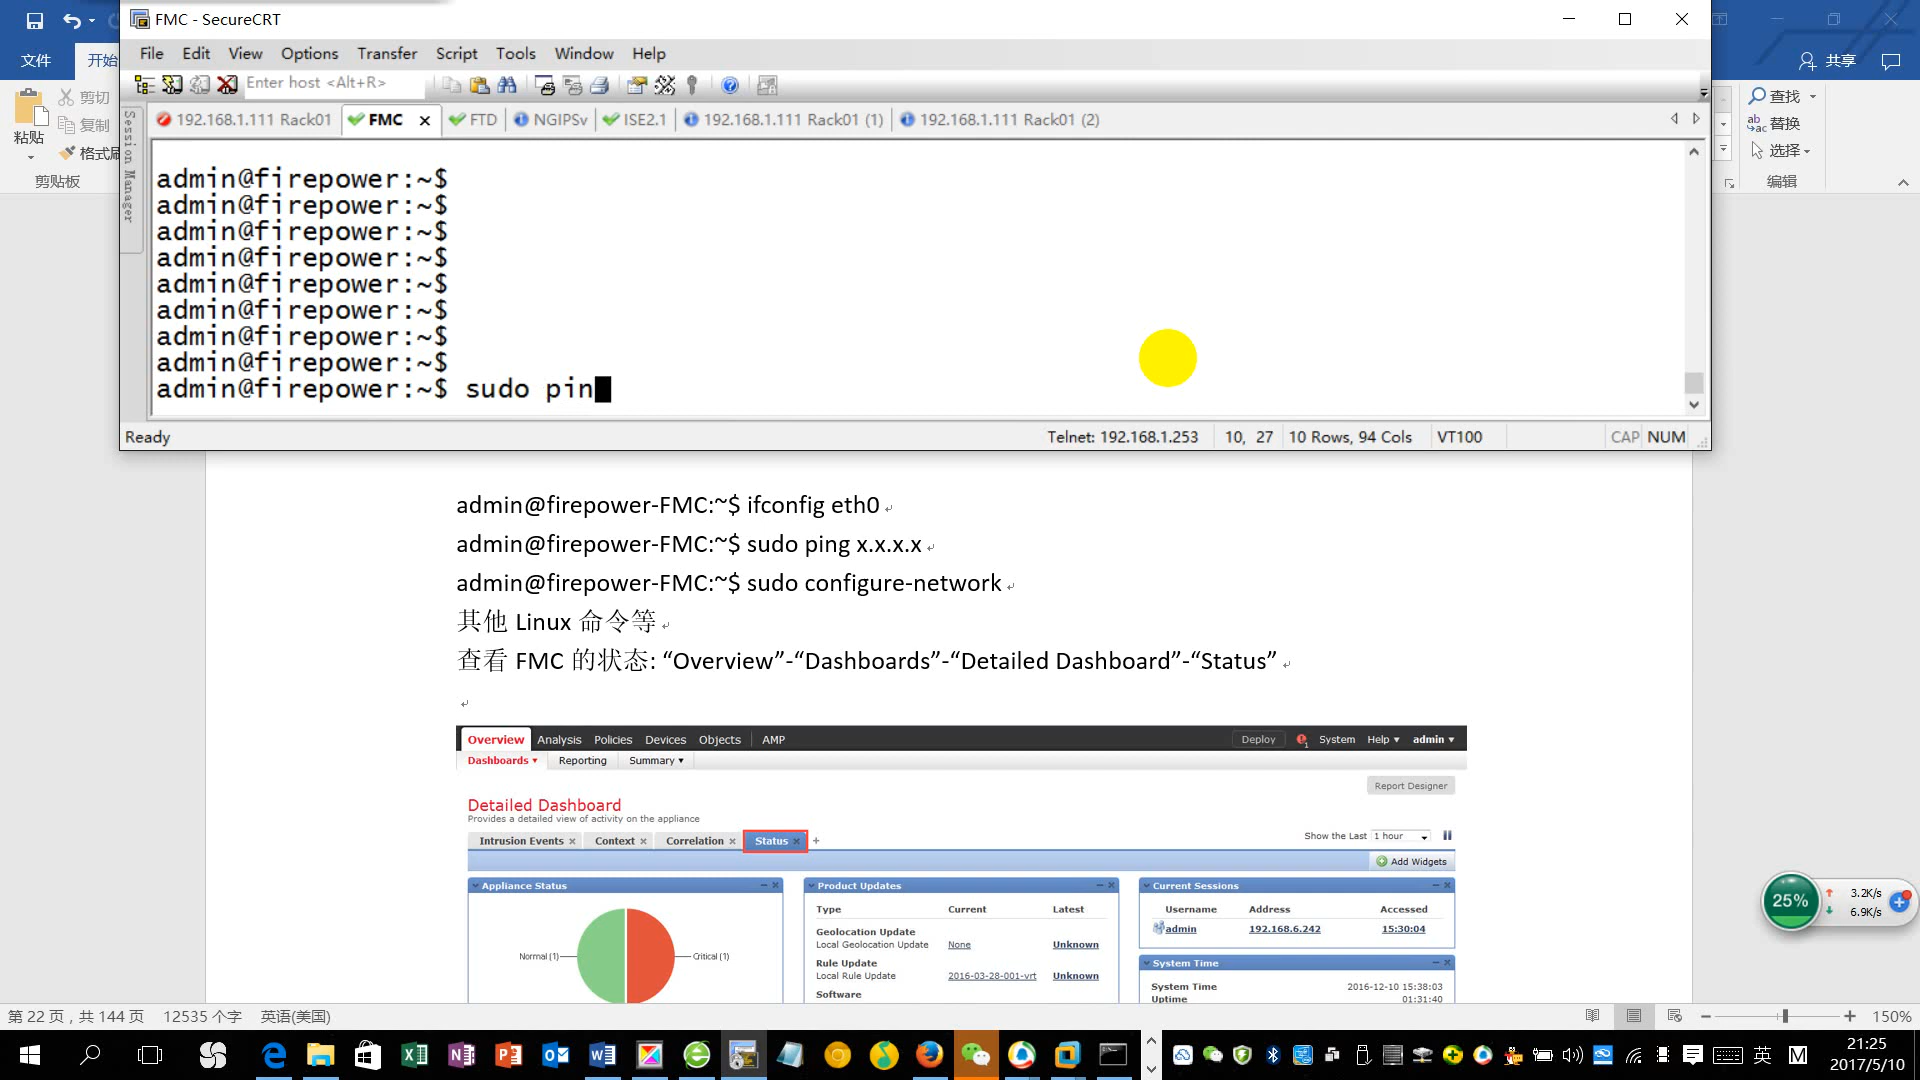 FMC - SecureCRT
File Edit View Options Transfer Script Tools Window Help
文件 开始
共享
Enter host <Alt+R>
粘贴
剪切
复制
格式刷
剪贴板
查找
替换
选择
编辑
Session Manager
192.168.1.111 Rack01 FMC FTD NGIPSv ISE2.1 192.168.1.111 Rack01 (1) 192.168.1.111 Rack01 (2)
admin@firepower:~$
admin@firepower:~$
admin@firepower:~$
admin@firepower:~$
admin@firepower:~$
admin@firepower:~$
admin@firepower:~$
admin@firepower:~$
admin@firepower:~$ sudo pin
Ready Telnet: 192.168.1.253 10, 27 10 Rows, 94 Cols VT100 CAP NUM
admin@firepower-FMC:~$ ifconfig eth0
admin@firepower-FMC:~$ sudo ping x.x.x.x
admin@firepower-FMC:~$ sudo configure-network
其他 Linux 命令等
查看 FMC 的状态: “Overview”-“Dashboards”-“Detailed Dashboard”-“Status”
Overview Analysis Policies Devices Objects AMP Deploy 1 System Help admin
Dashboards Reporting Summary
Report Designer
Detailed Dashboard
Provides a detailed view of activity on the appliance
Intrusion Events Context Correlation Status + Show the Last 1 hour
Add Widgets
Appliance Status
Normal (1) Critical (1)
Product Updates
Type Current Latest
Geolocation Update
Local Geolocation Update None Unknown
Rule Update
Local Rule Update 2016-03-28-001-vrt Unknown
Software
Current Sessions
Username Address Accessed
admin 192.168.6.242 15:30:04
System Time
System Time 2016-12-10 15:38:03
Uptime 01:31:40
25% 3.2K/s
6.9K/s
第 22 页，共 144 页 12535 个字 英语(美国) 150%
英 M 21:25
2017/5/10